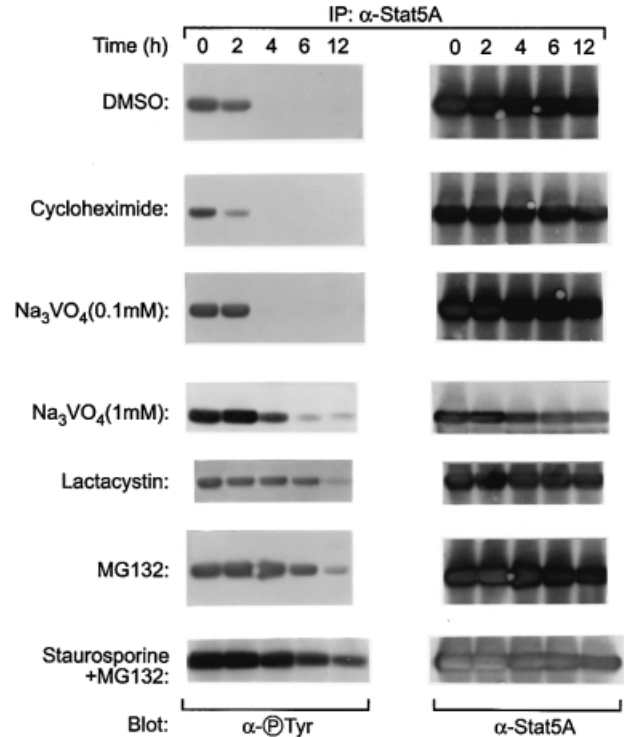 IP: α-Stat5A
Time (h) 0 2 4 6 12 0 2 4 6 12
DMSO:
Cycloheximide:
Na₃VO₄(0.1mM):
Na₃VO₄(1mM):
Lactacystin:
MG132:
Staurosporine
+MG132:
Blot: α-ⓅTyr α-Stat5A